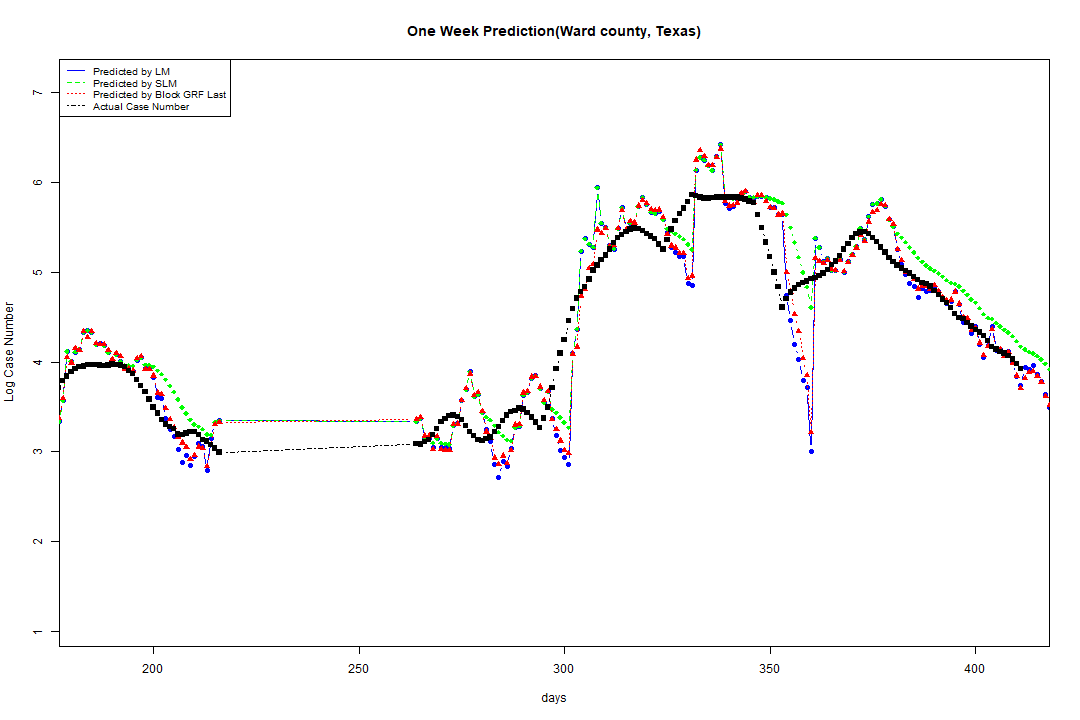 One Week Prediction(Ward county, Texas)
Predicted by LM
Predicted by SLM
Predicted by Block GRF Last
Actual Case Number
7
6
5
4
3
2
1
Log Case Number
200 250 300 350 400
days